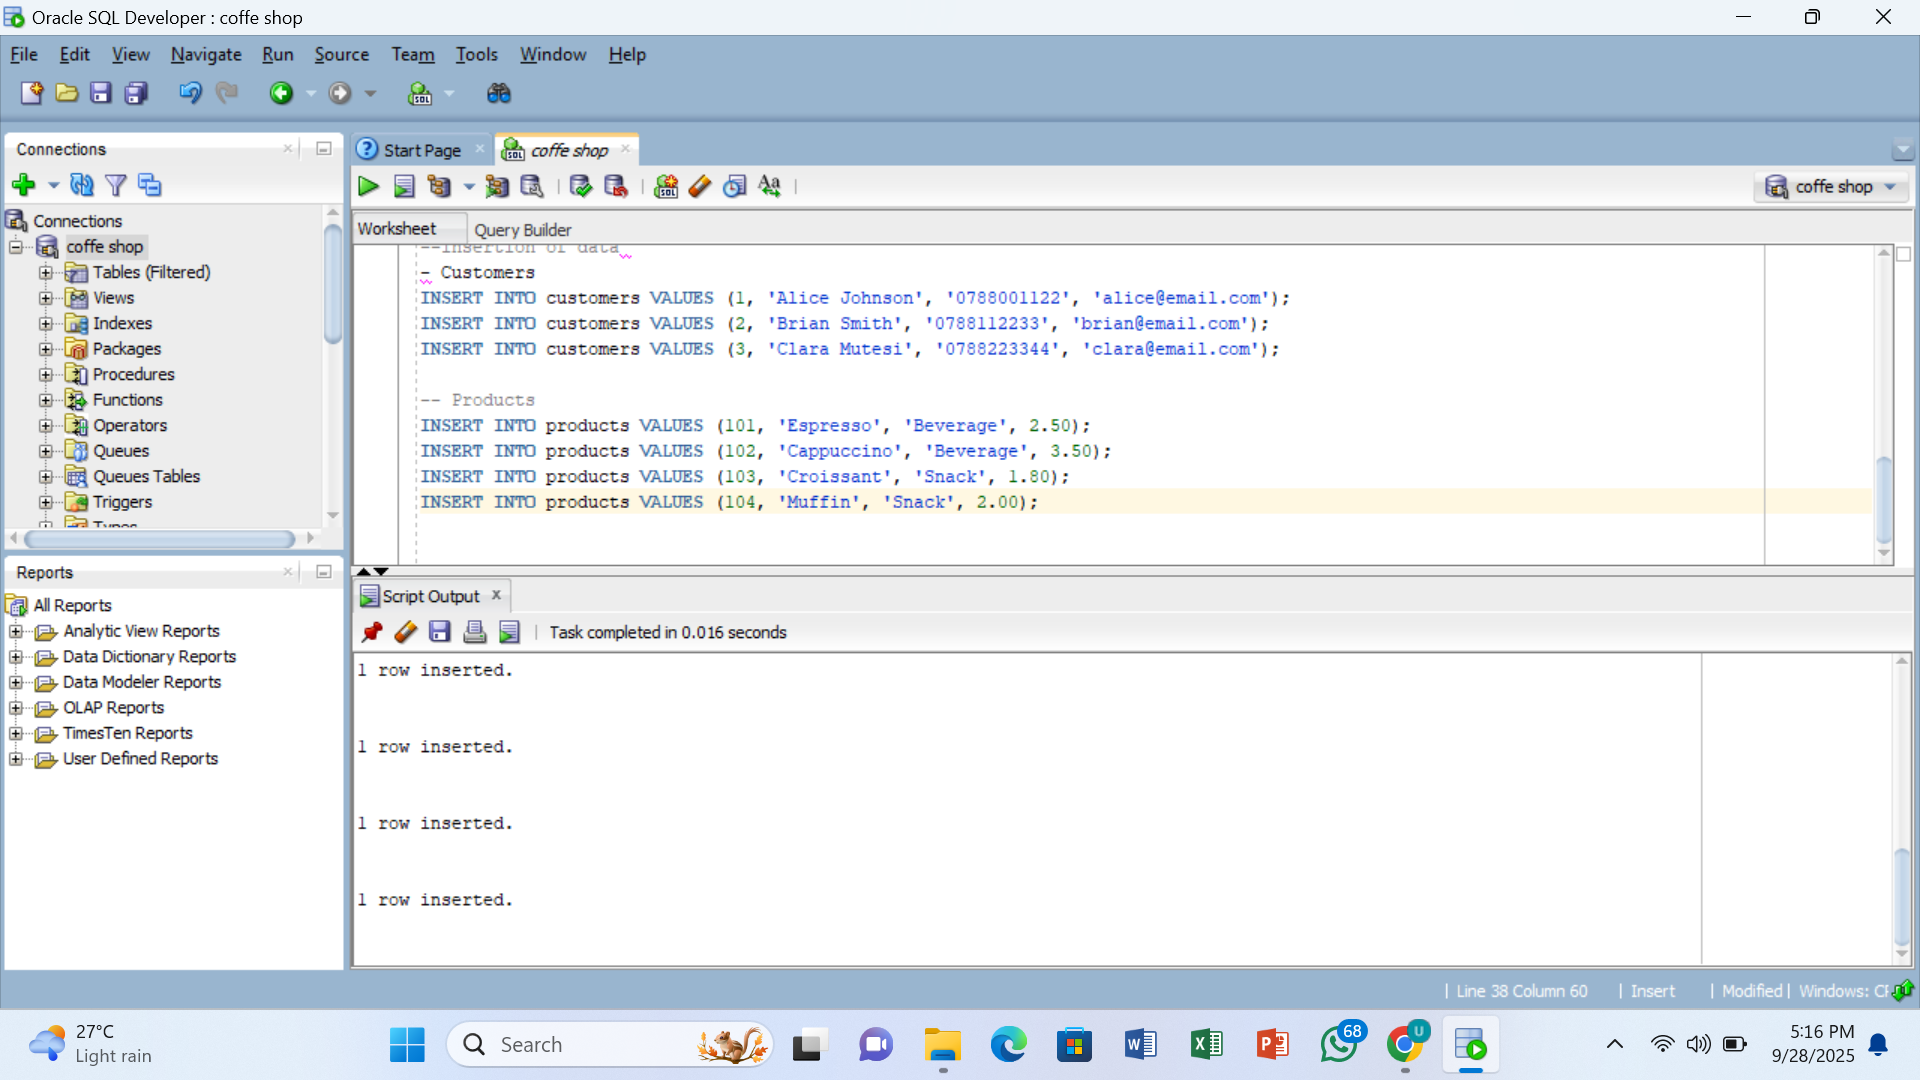 Oracle SQL Developer : coffe shop
File Edit View Navigate Run Source Team Tools Window Help
Connections
Connections
coffe shop
Tables (Filtered)
Views
Indexes
Packages
Procedures
Functions
Operators
Queues
Queues Tables
Triggers
Types
Reports
All Reports
Analytic View Reports
Data Dictionary Reports
Data Modeler Reports
OLAP Reports
TimesTen Reports
User Defined Reports
Start Page
coffe shop
coffe shop
Worksheet Query Builder
--Insertion of data
- Customers
INSERT INTO customers VALUES (1, 'Alice Johnson', '0788001122', 'alice@email.com');
INSERT INTO customers VALUES (2, 'Brian Smith', '0788112233', 'brian@email.com');
INSERT INTO customers VALUES (3, 'Clara Mutesi', '0788223344', 'clara@email.com');
-- Products
INSERT INTO products VALUES (101, 'Espresso', 'Beverage', 2.50);
INSERT INTO products VALUES (102, 'Cappuccino', 'Beverage', 3.50);
INSERT INTO products VALUES (103, 'Croissant', 'Snack', 1.80);
INSERT INTO products VALUES (104, 'Muffin', 'Snack', 2.00);
Script Output
Task completed in 0.016 seconds
1 row inserted.
1 row inserted.
1 row inserted.
1 row inserted.
Line 38 Column 60 | Insert | Modified | Windows:
27°C
Light rain
Search
68
U
5:16 PM
9/28/2025